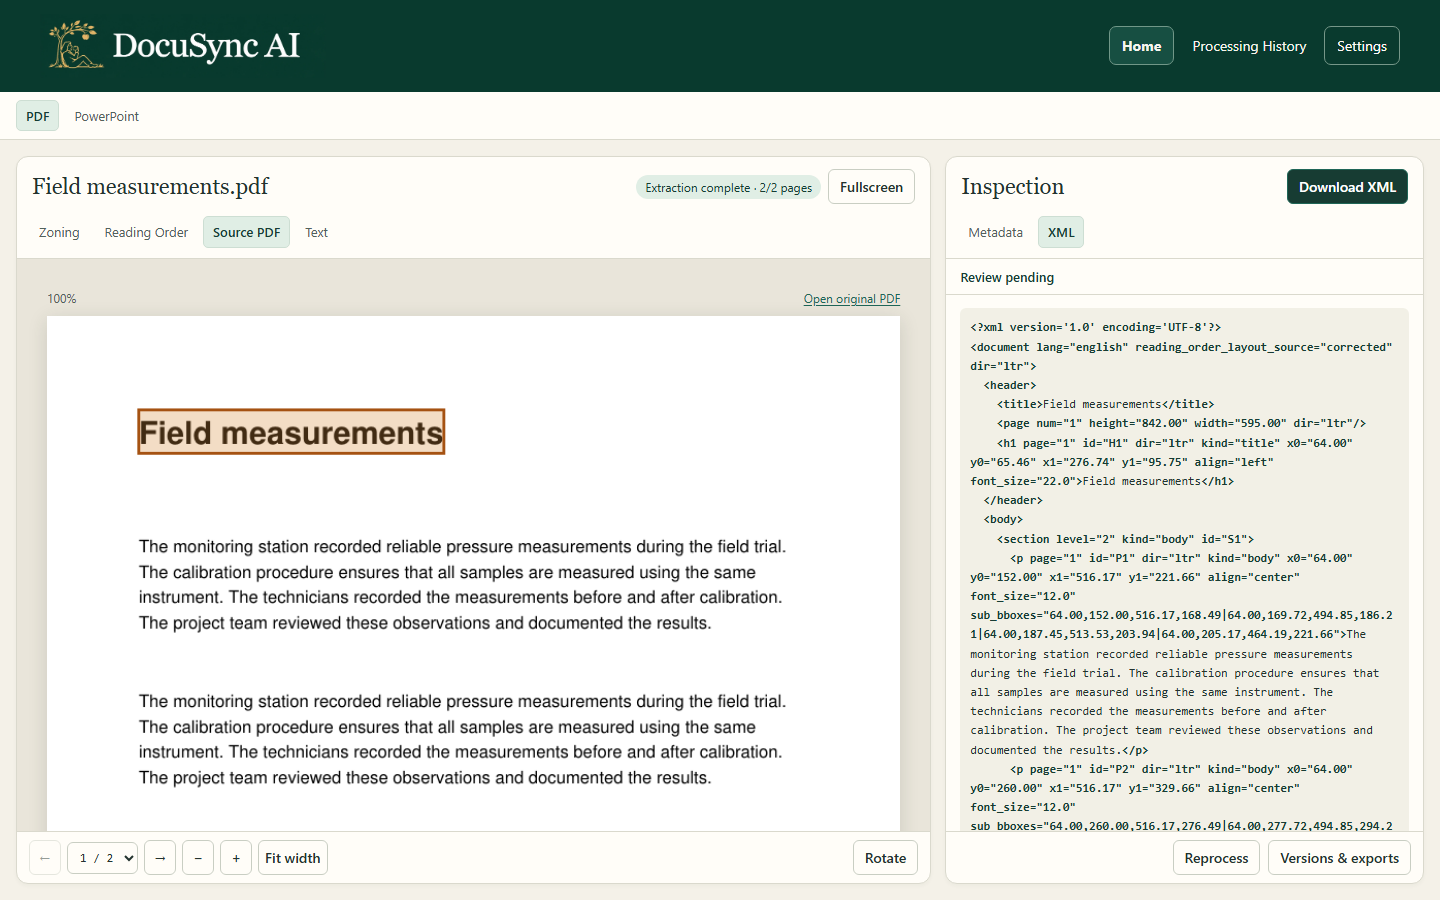 DocuSync AI
Home
Processing History
Settings
PDF
PowerPoint
Field measurements.pdf
Extraction complete · 2/2 pages
Fullscreen
Zoning
Reading Order
Source PDF
Text
100%
Open original PDF
Field measurements
The monitoring station recorded reliable pressure measurements during the field trial.
The calibration procedure ensures that all samples are measured using the same
instrument. The technicians recorded the measurements before and after calibration.
The project team reviewed these observations and documented the results.
The monitoring station recorded reliable pressure measurements during the field trial.
The calibration procedure ensures that all samples are measured using the same
instrument. The technicians recorded the measurements before and after calibration.
The project team reviewed these observations and documented the results.
←
1 / 2
→
−
+
Fit width
Rotate
Inspection
Download XML
Metadata
XML
Review pending
<?xml version='1.0' encoding='UTF-8'?>
<document lang="english" reading_order_layout_source="corrected"
dir="ltr">
<header>
<title>Field measurements</title>
<page num="1" height="842.00" width="595.00" dir="ltr"/>
<h1 page="1" id="H1" dir="ltr" kind="title" x0="64.00"
y0="65.46" x1="276.74" y1="95.75" align="left"
font_size="22.0">Field measurements</h1>
</header>
<body>
<section level="2" kind="body" id="S1">
<p page="1" id="P1" dir="ltr" kind="body" x0="64.00"
y0="152.00" x1="516.17" y1="221.66" align="center"
font_size="12.0"
sub_bboxes="64.00,152.00,516.17,168.49|64.00,169.72,494.85,186.2
1|64.00,187.45,513.53,203.94|64.00,205.17,464.19,221.66">The
monitoring station recorded reliable pressure measurements
during the field trial. The calibration procedure ensures that
all samples are measured using the same instrument. The
technicians recorded the measurements before and after
calibration. The project team reviewed these observations and
documented the results.</p>
<p page="1" id="P2" dir="ltr" kind="body" x0="64.00"
y0="260.00" x1="516.17" y1="329.66" align="center"
font_size="12.0"
sub_bboxes="64.00,260.00,516.17,276.49|64.00,277.72,494.85,294.2
Reprocess
Versions & exports